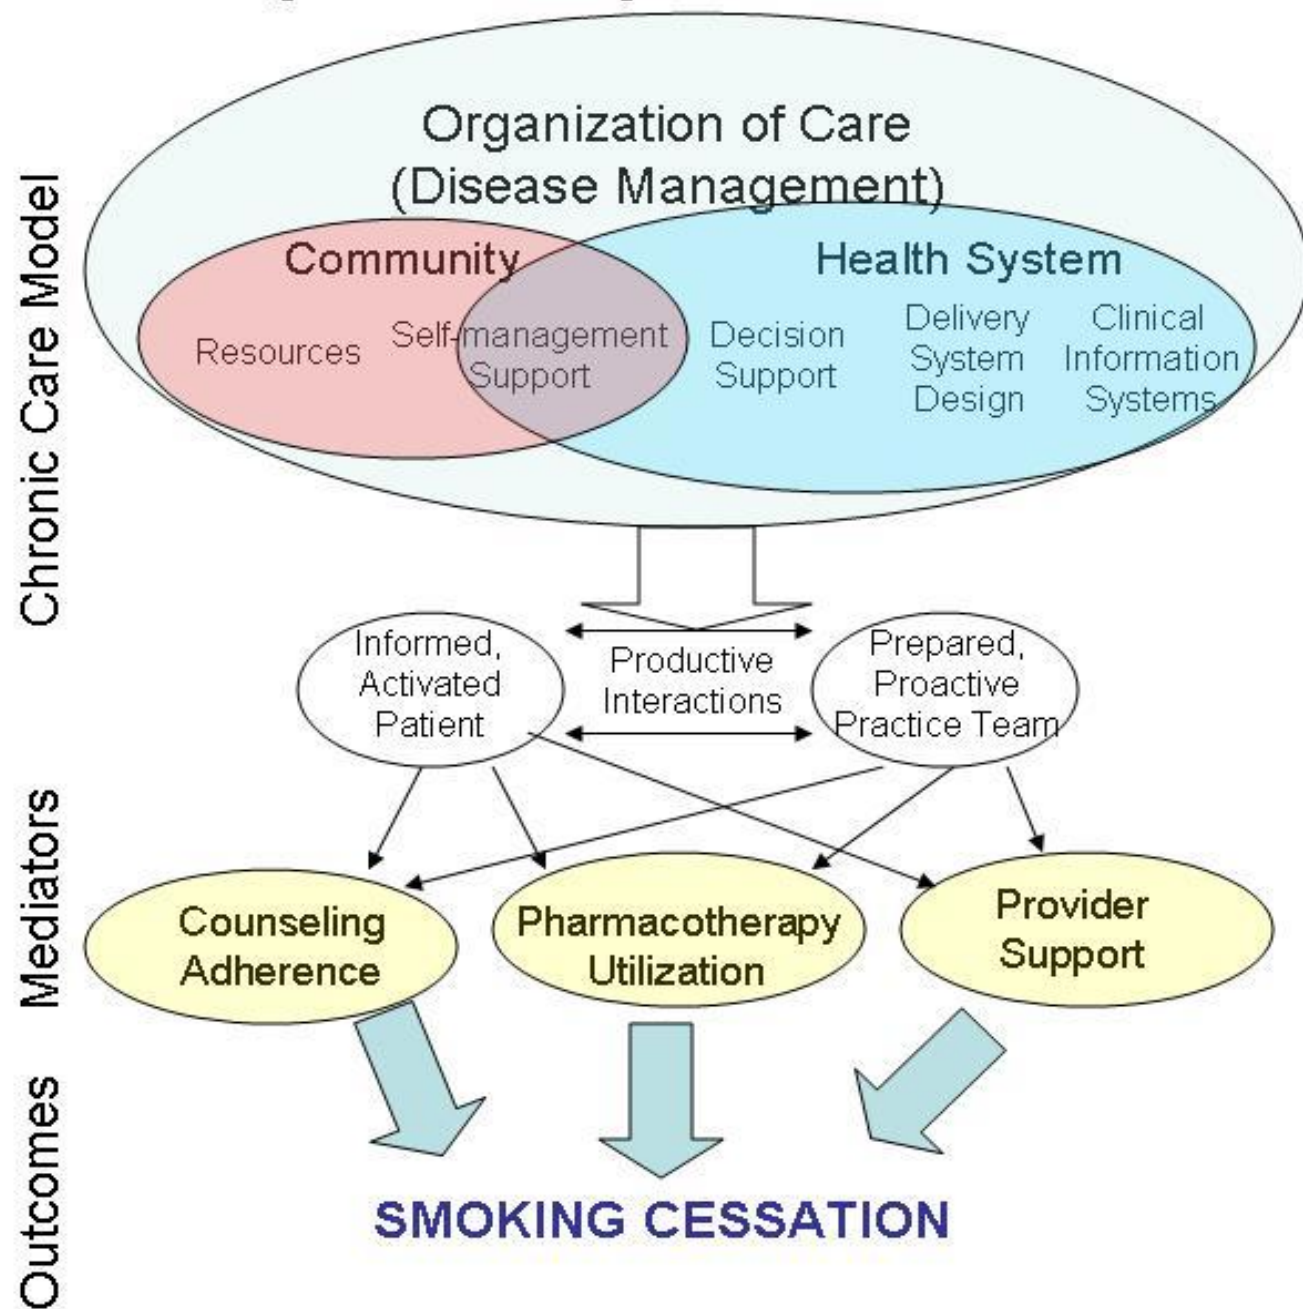 Organization of Care
(Disease Management)
Community
Health System
Resources
Self-management
Support
Decision
Support
Delivery
System
Design
Clinical
Information
Systems
Chronic Care Model
Informed,
Activated
Patient
Productive
Interactions
Prepared,
Proactive
Practice Team
Mediators
Counseling
Adherence
Pharmacotherapy
Utilization
Provider
Support
Outcomes
SMOKING CESSATION